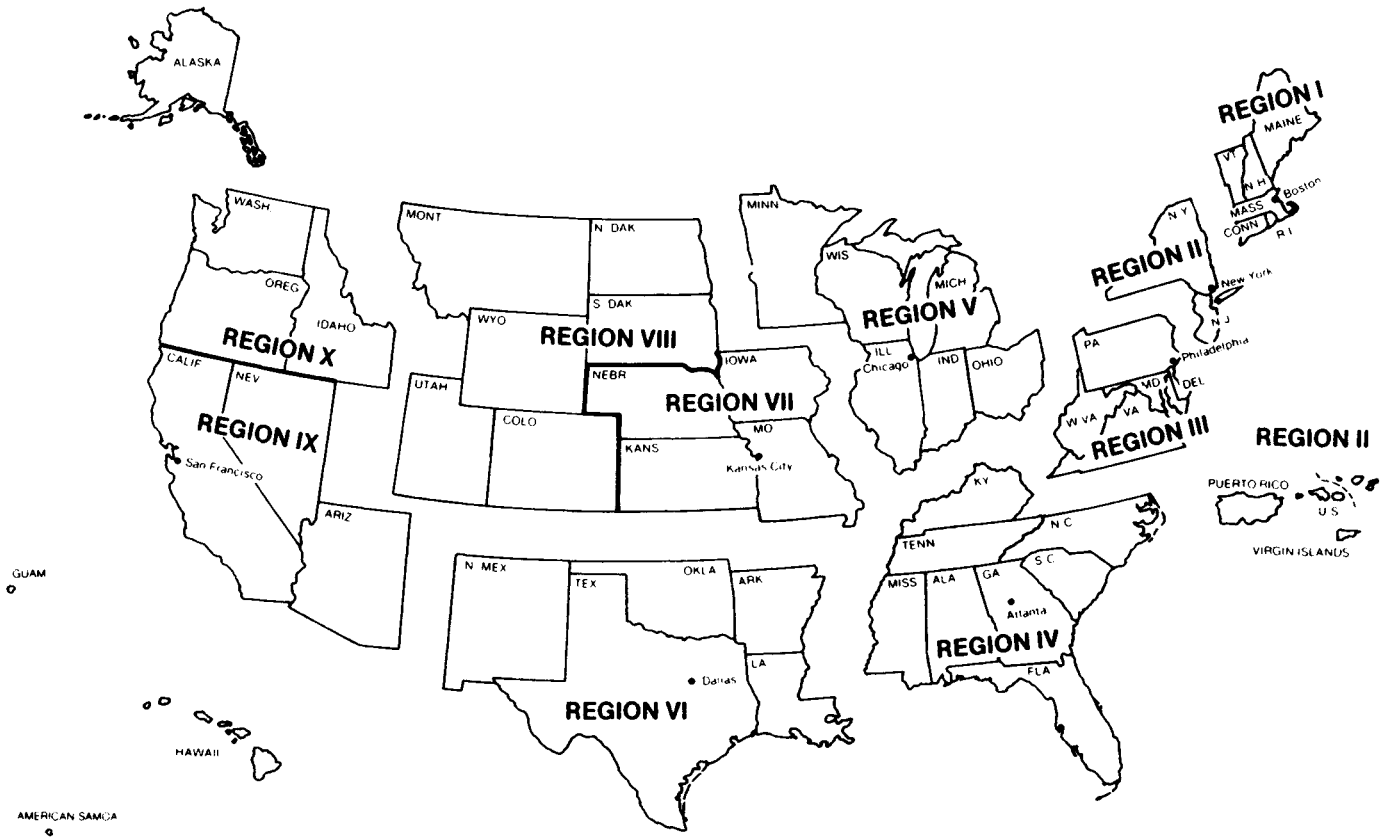 ALASKA
REGION I
MAINE
VT
N H
Boston
MASS
CONN
R I
WASH
MONT
N DAK
MINN
N Y
WIS
REGION II
OREG
MICH
New York
S DAK
IDAHO
WYO
REGION V
N J
REGION X
REGION VIII
PA
CALIF
ILL
IND
OHIO
Philadelphia
NEV
UTAH
NEBR
IOWA
Chicago
MD
DEL
REGION IX
COLO
REGION VII
W VA
VA
REGION III
REGION II
MO
KANS
San Francisco
Kansas City
KY
PUERTO RICO
U S
VIRGIN ISLANDS
ARIZ
N C
TENN
S C
GUAM
N MEX
OKLA
TEX
ARK
MISS
ALA
GA
Atlanta
REGION IV
LA
FLA
Dallas
REGION VI
HAWAII
AMERICAN SAMOA